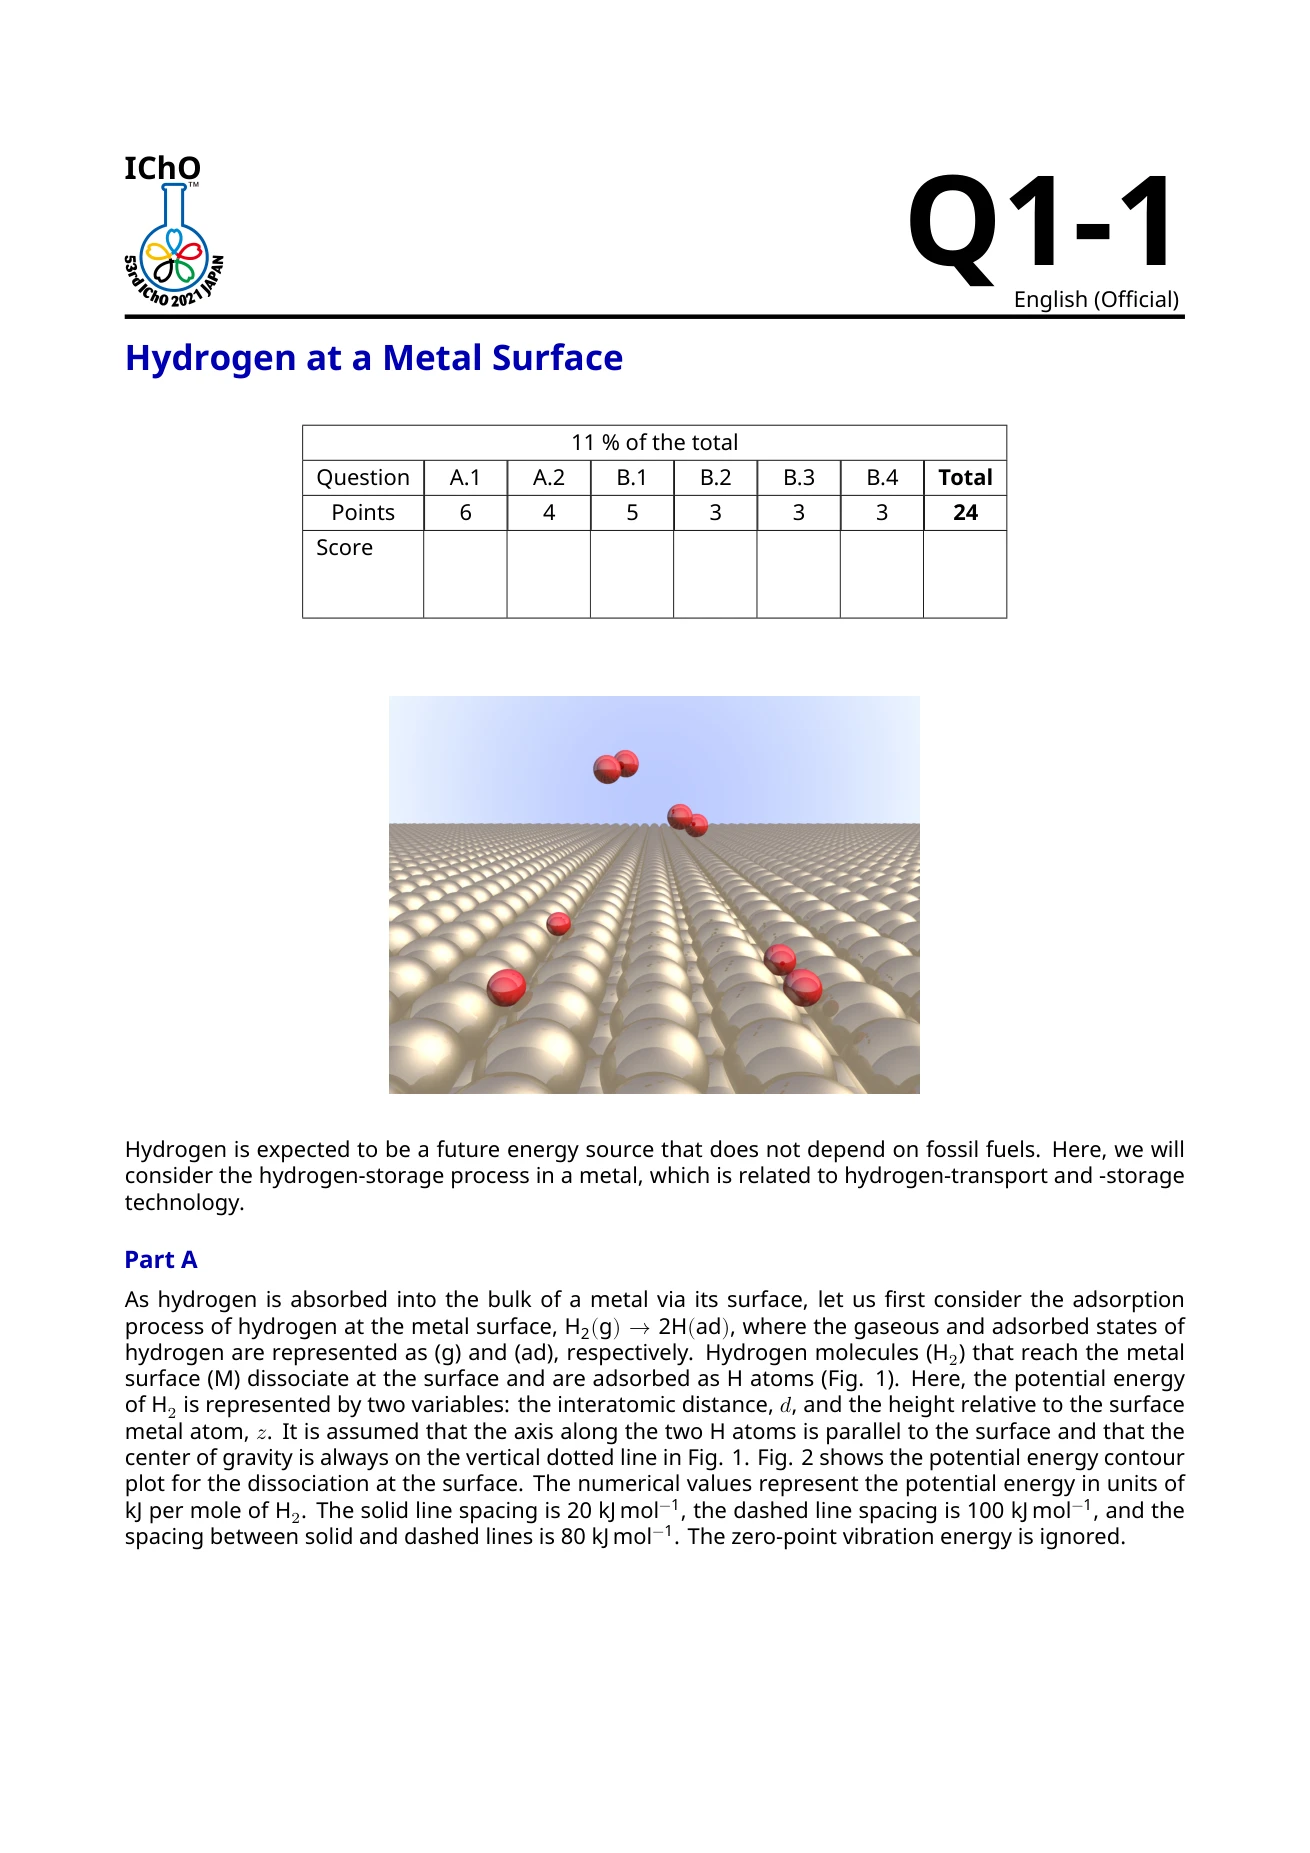 IChO
™
53rd IChO 2021 JAPAN
Q1-1
English (Official)
Hydrogen at a Metal Surface
11 % of the total
Question A.1 A.2 B.1 B.2 B.3 B.4 Total
Points 6 4 5 3 3 3 24
Score
Hydrogen is expected to be a future energy source that does not depend on fossil fuels. Here, we will
consider the hydrogen-storage process in a metal, which is related to hydrogen-transport and -storage
technology.
Part A
As hydrogen is absorbed into the bulk of a metal via its surface, let us first consider the adsorption
process of hydrogen at the metal surface, H₂(g) → 2H(ad), where the gaseous and adsorbed states of
hydrogen are represented as (g) and (ad), respectively. Hydrogen molecules (H₂) that reach the metal
surface (M) dissociate at the surface and are adsorbed as H atoms (Fig. 1). Here, the potential energy
of H₂ is represented by two variables: the interatomic distance, d, and the height relative to the surface
metal atom, z. It is assumed that the axis along the two H atoms is parallel to the surface and that the
center of gravity is always on the vertical dotted line in Fig. 1. Fig. 2 shows the potential energy contour
plot for the dissociation at the surface. The numerical values represent the potential energy in units of
kJ per mole of H₂. The solid line spacing is 20 kJ mol⁻¹, the dashed line spacing is 100 kJ mol⁻¹, and the
spacing between solid and dashed lines is 80 kJ mol⁻¹. The zero-point vibration energy is ignored.